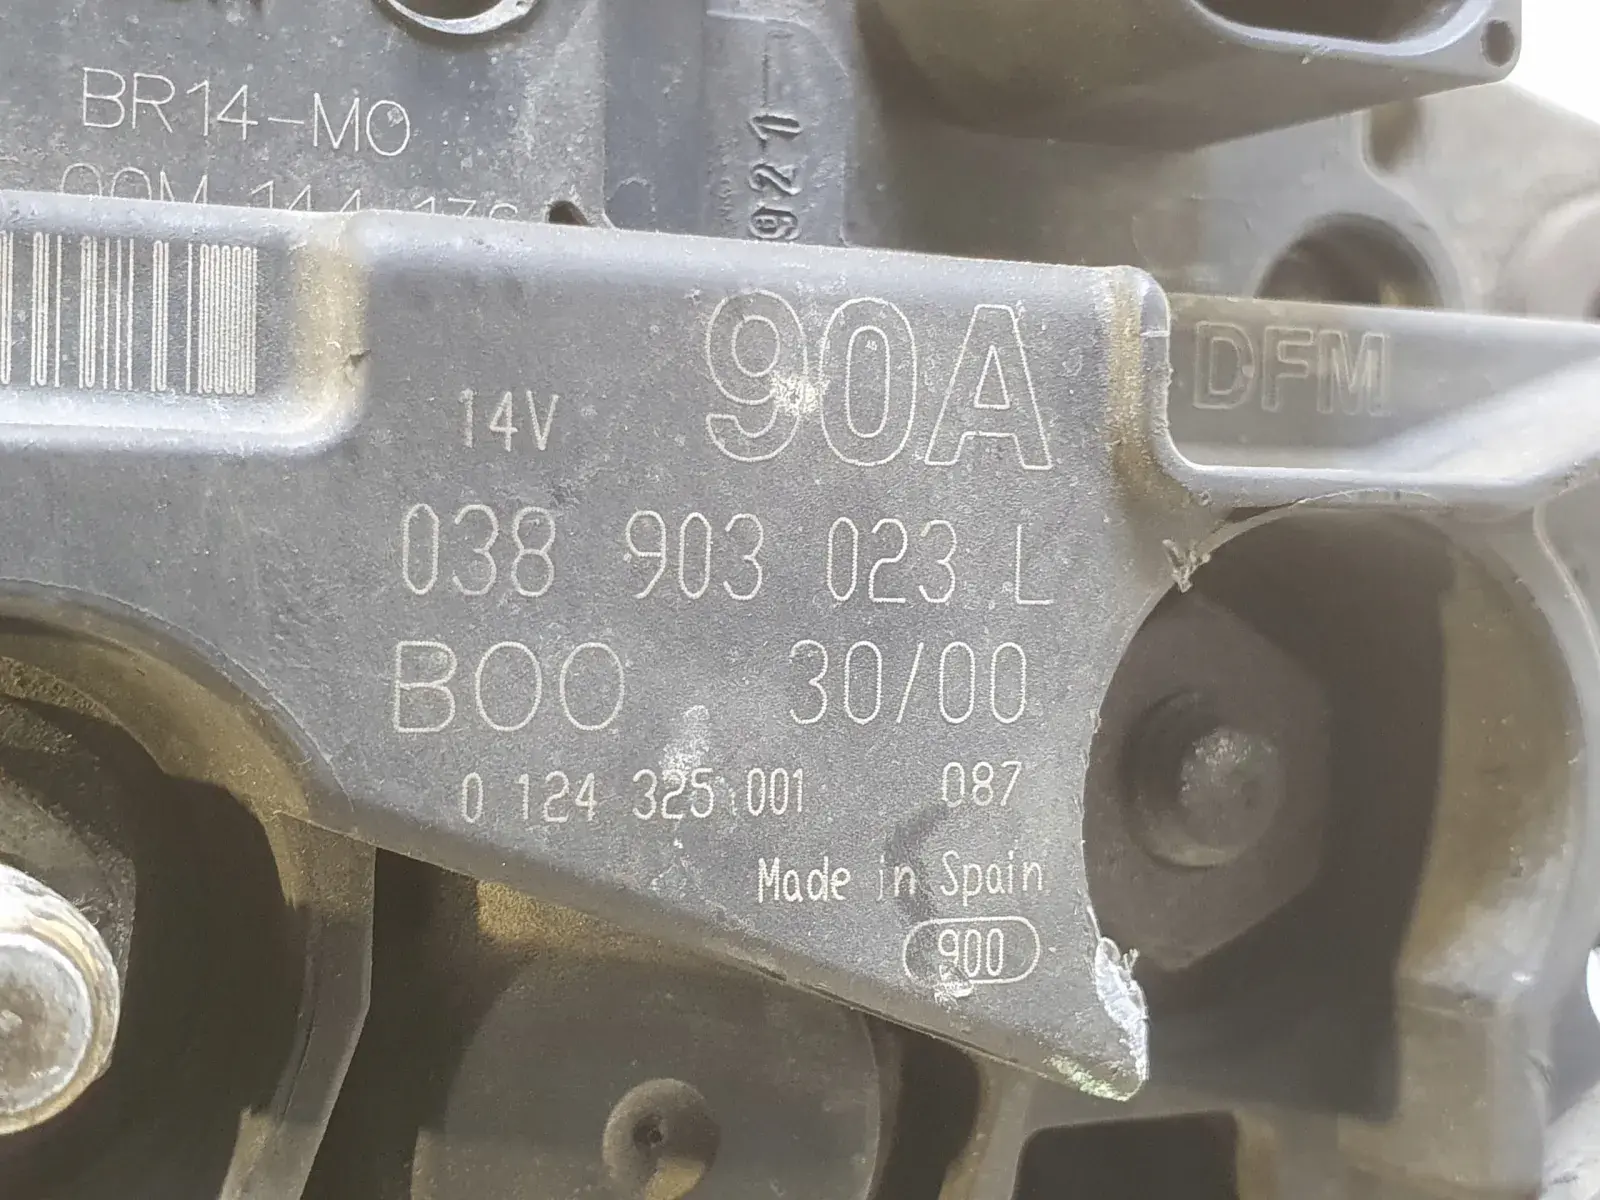 BR14-MO
921
90A
DFM
14V
038 903 023 L
BOO 30/00
0 124 325 001 087
Made in Spain
900